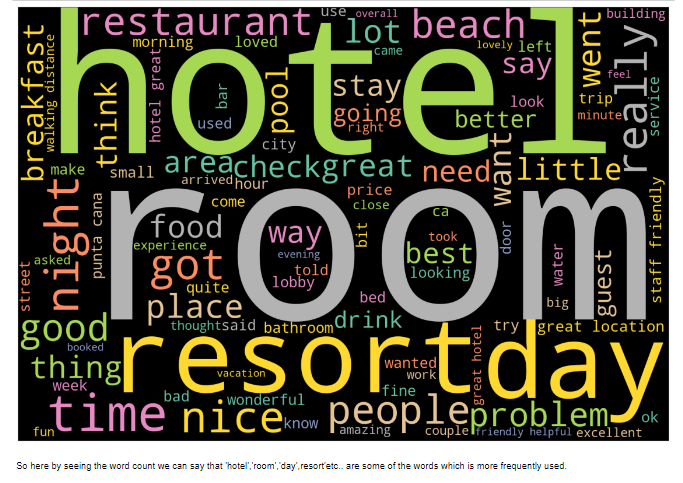 use overall building
restaurant lot beach
morning loved came lovely left went
hotel
breakfast walking distance think hotel great bar pool stay say really
going look feel trip service
used right better minute
city
make small area check great need want little
arrived hour price
night punta cana come close ca door
room
food way bit took best water guest staff friendly
experience evening
asked got told looking
street quite lobby bed big
place drink
good thought said bathroom try great location
booked resort day
thing wanted great hotel
week vacation work
bad wonderful fine
time nice know people problem ok
fun amazing couple friendly helpful excellent
So here by seeing the word count we can say that 'hotel','room','day',resort'etc.. are some of the words which is more frequently used.